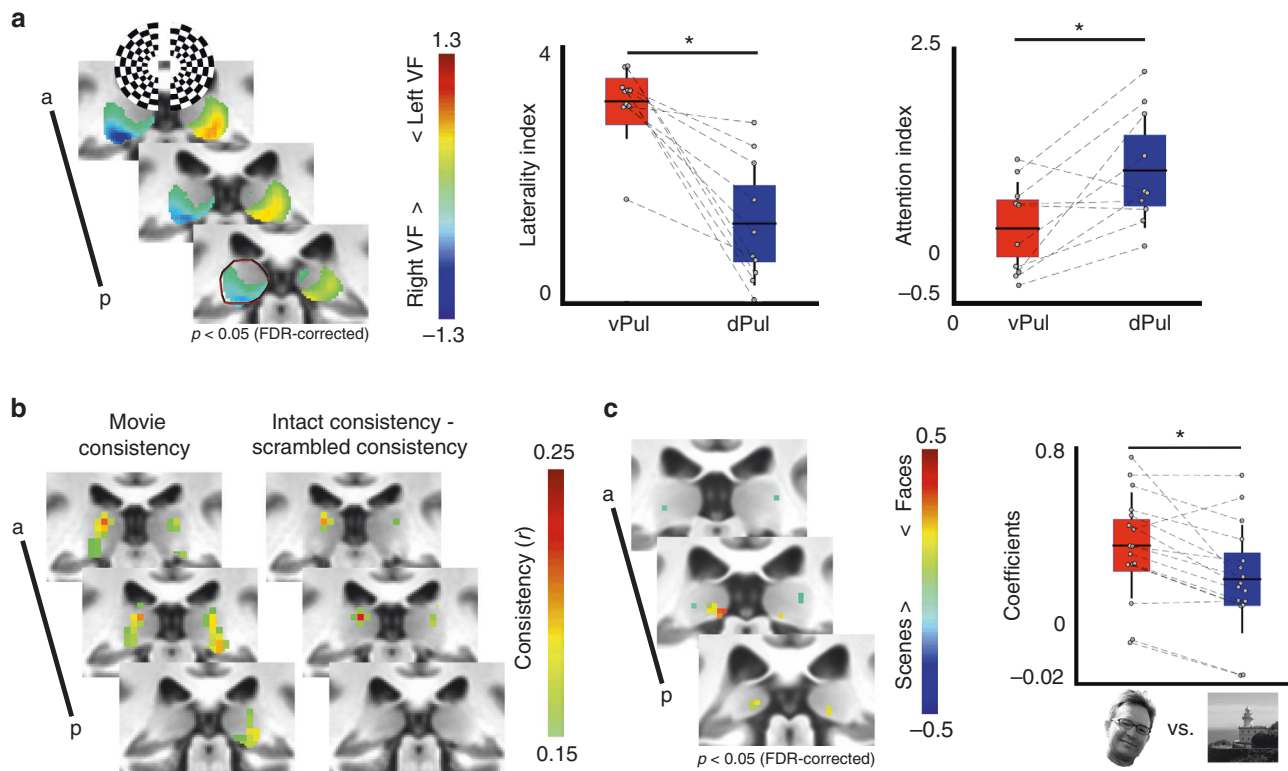 a
a
p
p < 0.05 (FDR-corrected)
1.3
< Left VF
Right VF >
−1.3
4
Laterality index
0
*
vPul
dPul
2.5
Attention index
0
−0.5
*
0
vPul
dPul
b
Movie
consistency
Intact consistency -
scrambled consistency
a
p
0.25
Consistency (r)
0.15
c
a
p
p < 0.05 (FDR-corrected)
0.5
< Faces
Scenes >
−0.5
0.8
Coefficients
0
−0.02
*
vs.